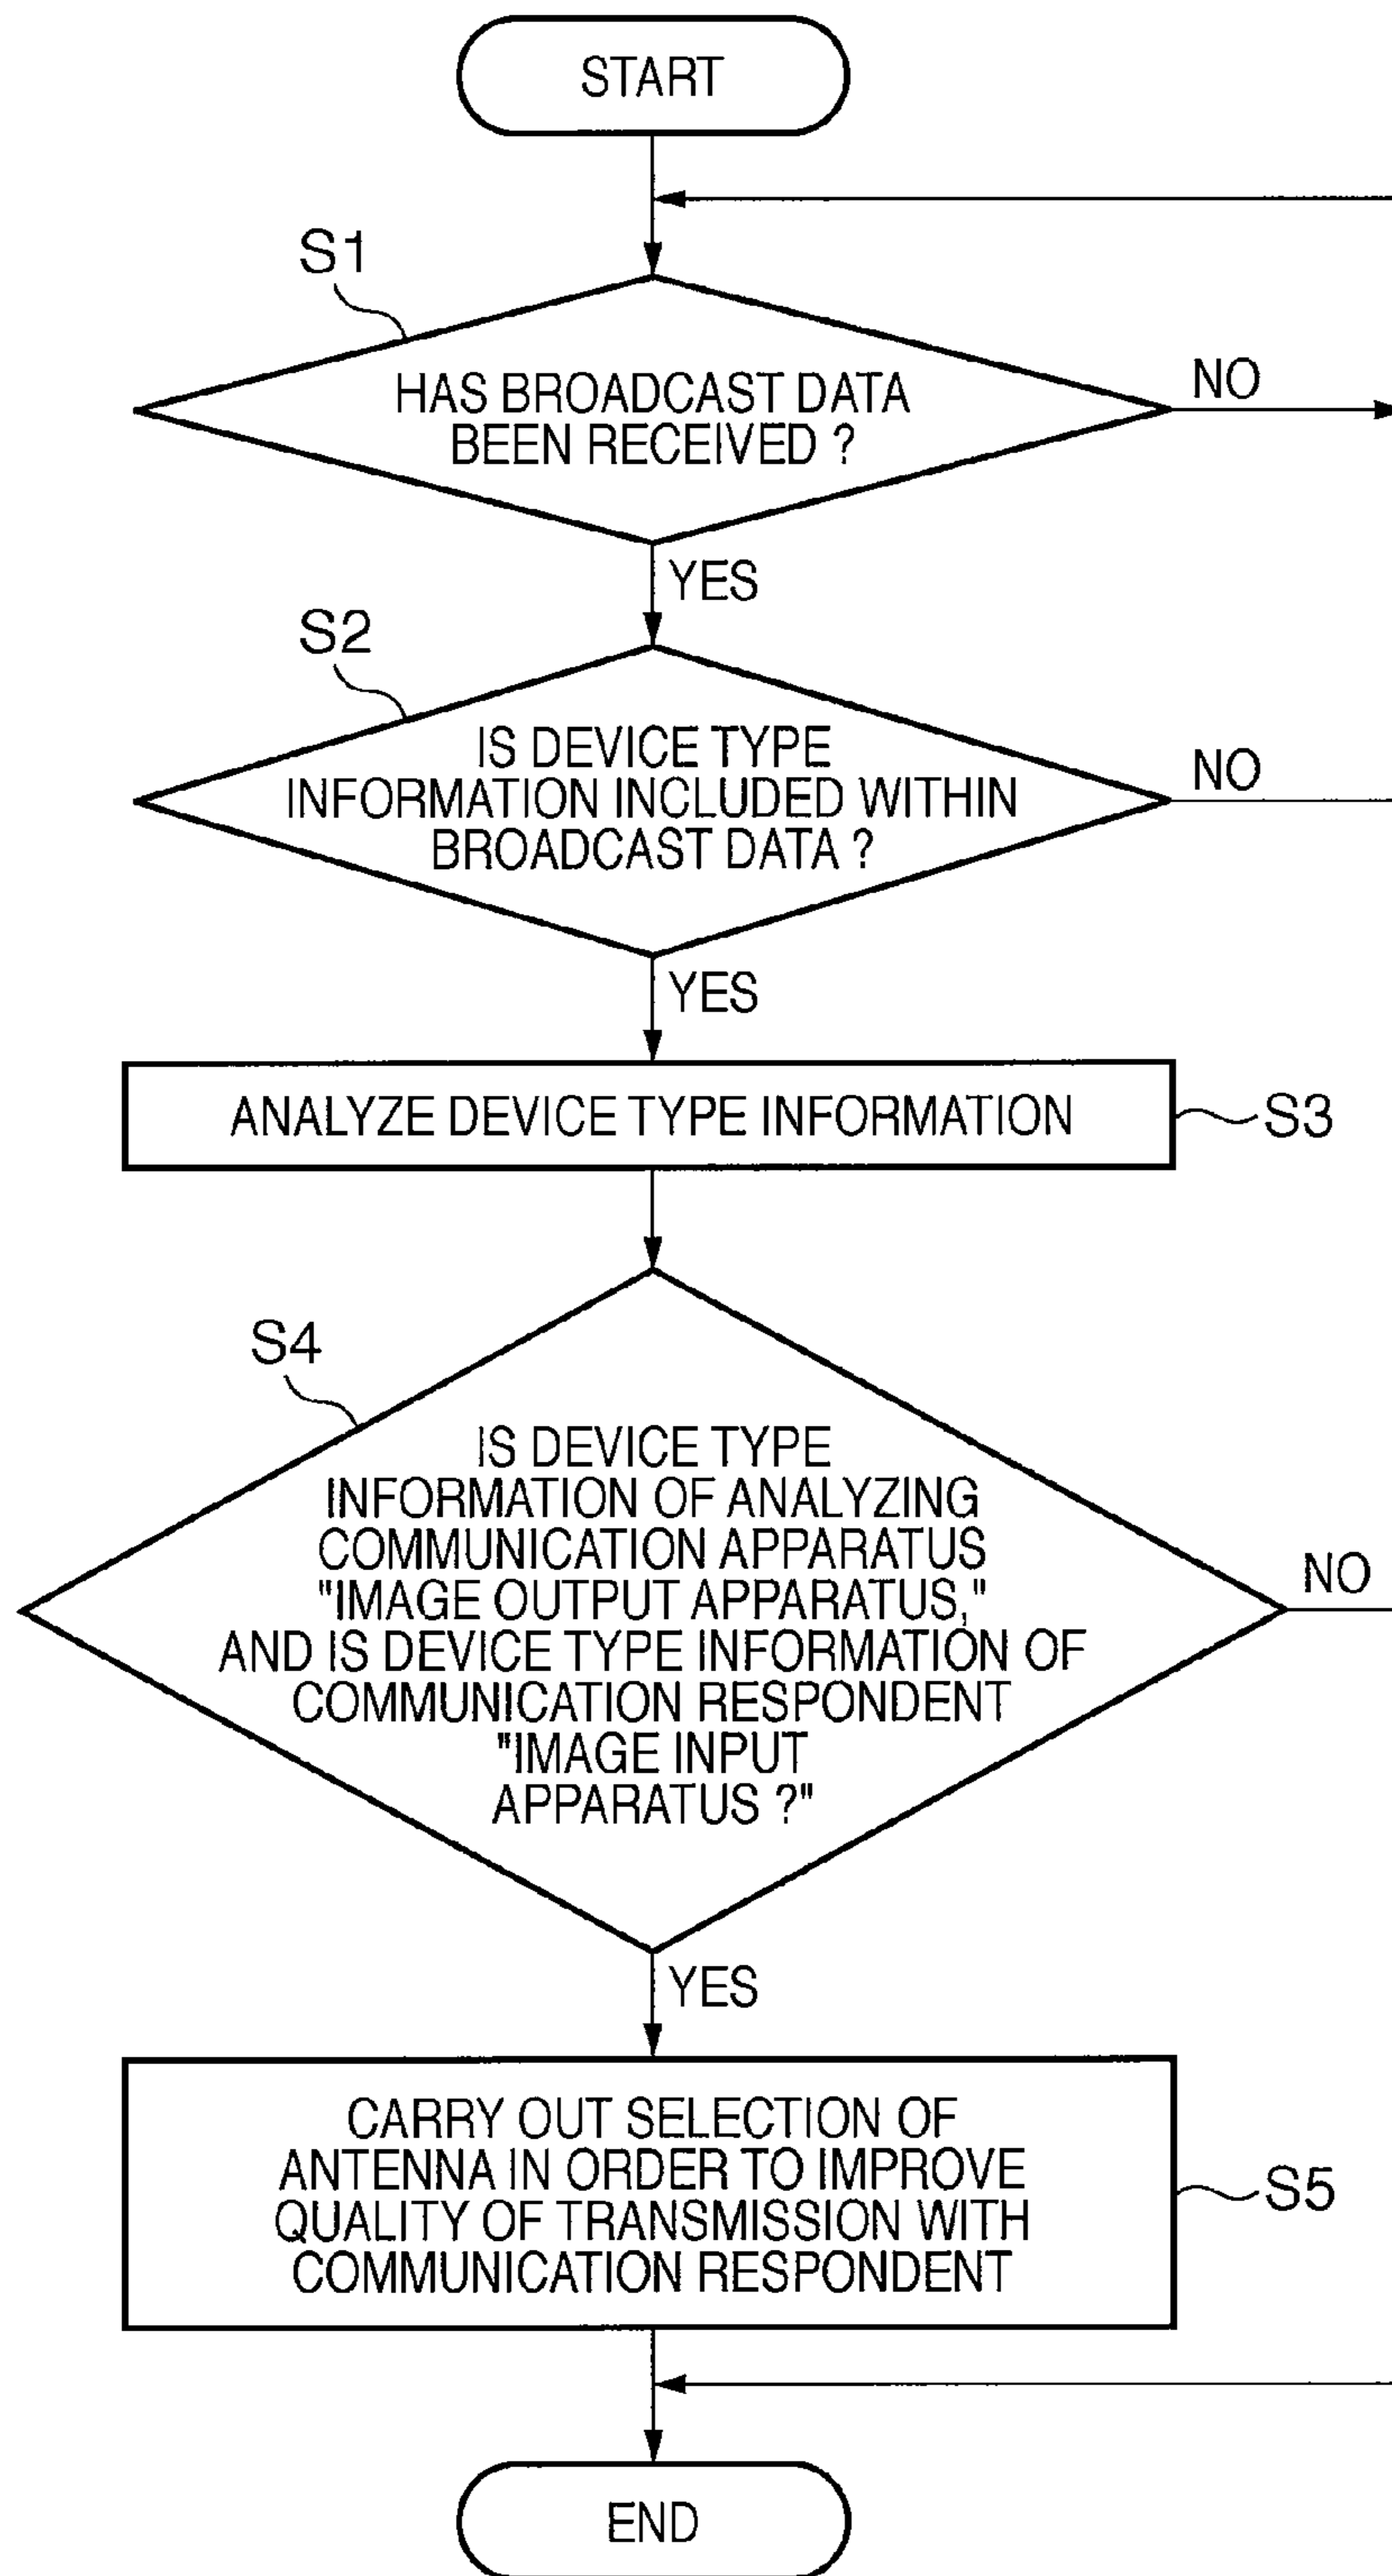 START
S1
HAS BROADCAST DATA
BEEN RECEIVED ?
NO
YES
S2
IS DEVICE TYPE
INFORMATION INCLUDED WITHIN
BROADCAST DATA ?
NO
YES
ANALYZE DEVICE TYPE INFORMATION
S3
S4
IS DEVICE TYPE
INFORMATION OF ANALYZING
COMMUNICATION APPARATUS
"IMAGE OUTPUT APPARATUS,"
AND IS DEVICE TYPE INFORMATION OF
COMMUNICATION RESPONDENT
"IMAGE INPUT
APPARATUS ?"
NO
YES
CARRY OUT SELECTION OF
ANTENNA IN ORDER TO IMPROVE
QUALITY OF TRANSMISSION WITH
COMMUNICATION RESPONDENT
S5
END